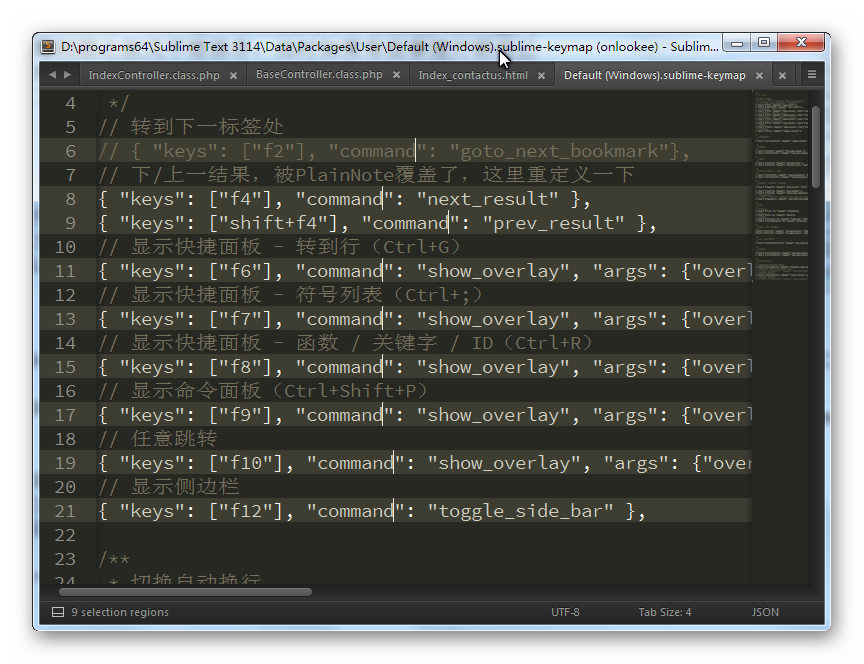 D:\programs64\Sublime Text 3114\Data\Packages\User\Default (Windows).sublime-keymap (onlookee) - Sublim...
IndexController.class.php × BaseController.class.php × Index_contactus.html × Default (Windows).sublime-keymap ×
4 */
5 // 转到下一标签处
6 // { "keys": ["f2"], "command": "goto_next_bookmark"},
7 // 下/上一结果，被PlainNote覆盖了，这里重定义一下
8 { "keys": ["f4"], "command": "next_result" },
9 { "keys": ["shift+f4"], "command": "prev_result" },
10 // 显示快捷面板 - 转到行（Ctrl+G）
11 { "keys": ["f6"], "command": "show_overlay", "args": {"overl
12 // 显示快捷面板 - 符号列表（Ctrl+;）
13 { "keys": ["f7"], "command": "show_overlay", "args": {"overl
14 // 显示快捷面板 - 函数 / 关键字 / ID（Ctrl+R）
15 { "keys": ["f8"], "command": "show_overlay", "args": {"overl
16 // 显示命令面板（Ctrl+Shift+P）
17 { "keys": ["f9"], "command": "show_overlay", "args": {"overl
18 // 任意跳转
19 { "keys": ["f10"], "command": "show_overlay", "args": {"over
20 // 显示侧边栏
21 { "keys": ["f12"], "command": "toggle_side_bar" },
22
23 /**
24 * 切换自动换行
9 selection regions UTF-8 Tab Size: 4 JSON